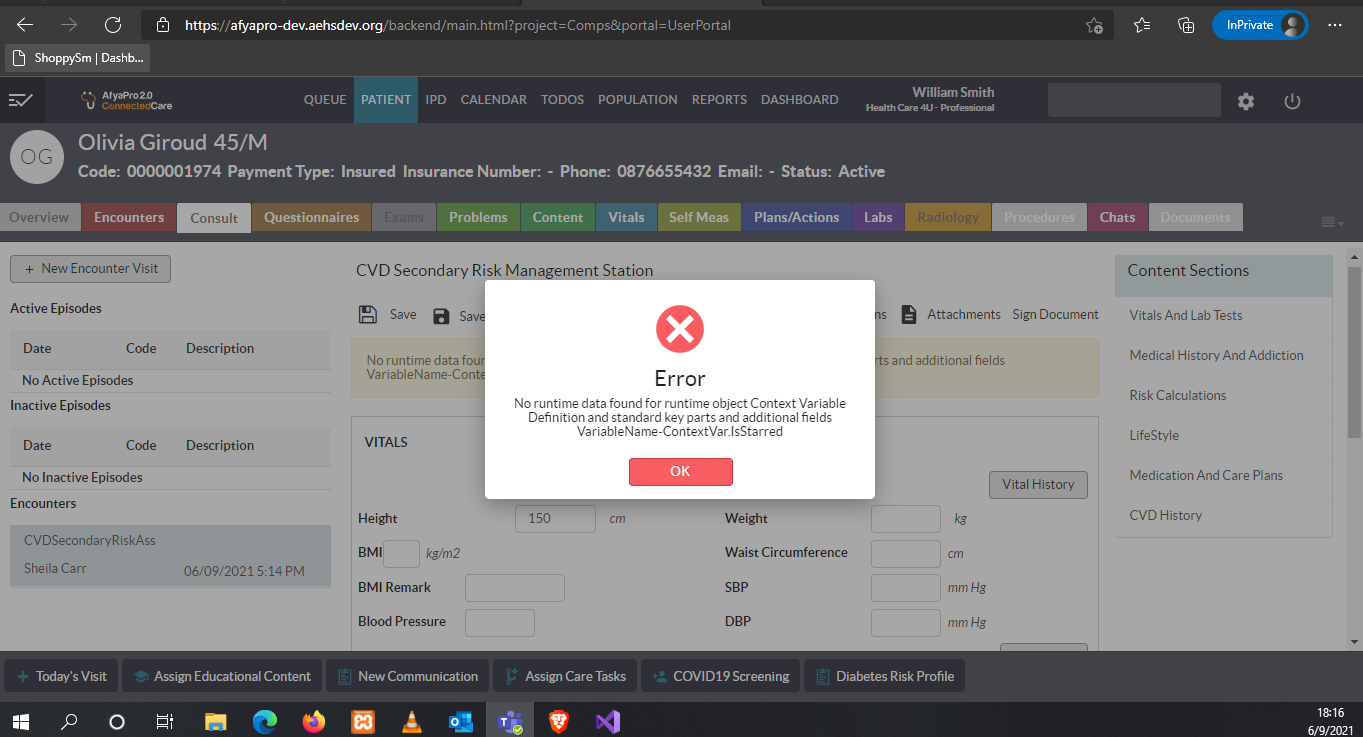 https://afyapro-dev.aehsdev.org/backend/main.html?project=Comps&portal=UserPortal
InPrivate
ShoppySm | Dashb...
AfyaPro 2.0
ConnectedCare
QUEUE PATIENT IPD CALENDAR TODOS POPULATION REPORTS DASHBOARD
William Smith
Health Care 4U - Professional
OG
Olivia Giroud 45/M
Code: 0000001974 Payment Type: Insured Insurance Number: - Phone: 0876655432 Email: - Status: Active
Overview Encounters Consult Questionnaires Exams Problems Content Vitals Self Meas Plans/Actions Labs Radiology Procedures Chats Documents
+ New Encounter Visit
Active Episodes
Date Code Description
No Active Episodes
Inactive Episodes
Date Code Description
No Inactive Episodes
Encounters
CVDSecondaryRiskAss
Sheila Carr 06/09/2021 5:14 PM
CVD Secondary Risk Management Station
Save Save ns Attachments Sign Document
No runtime data foun rts and additional fields
VariableName-Conte
Error
No runtime data found for runtime object Context Variable
Definition and standard key parts and additional fields
VariableName-ContextVar.IsStarred
OK
VITALS
Vital History
Height 150 cm Weight kg
BMI kg/m2 Waist Circumference cm
BMI Remark SBP mm Hg
Blood Pressure DBP mm Hg
Content Sections
Vitals And Lab Tests
Medical History And Addiction
Risk Calculations
LifeStyle
Medication And Care Plans
CVD History
+ Today's Visit Assign Educational Content New Communication Assign Care Tasks COVID19 Screening Diabetes Risk Profile
18:16
6/9/2021